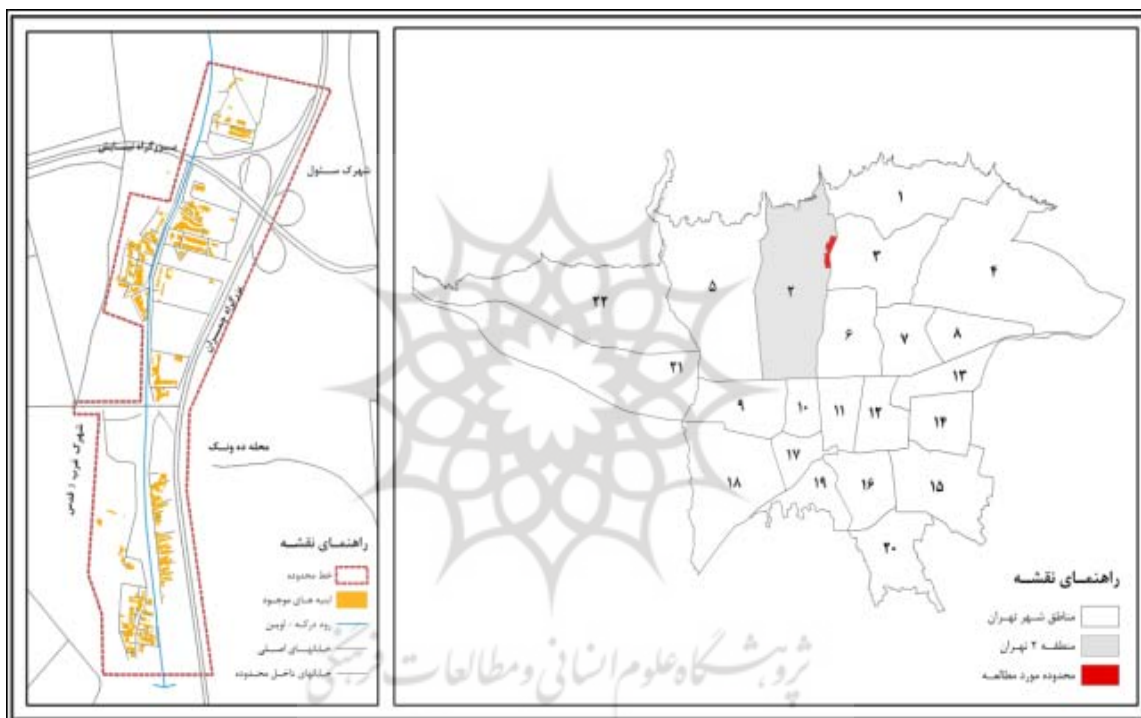 بزرگراه نیایش
شهرک سئول
بزرگراه چمران
محله ده ونک
شهرک غرب / قدس
راهنمای نقشه
خط محدوده
ابنیه های موجود
رود درکه - اوین
خیابانهای اصلی
خیابانهای داخل محدوده
۱
۳
۴
۲
۵
۲۲
۶
۷
۸
۲۱
۱۳
۹
۱۰
۱۱
۱۲
۱۴
۱۷
۱۸
۱۹
۱۶
۱۵
۲۰
راهنمای نقشه
مناطق شهر تهران
منطقه ۲ تهران
محدوده مورد مطالعه
پژوهشگاه علوم انسانی و مطالعات فرهنگی